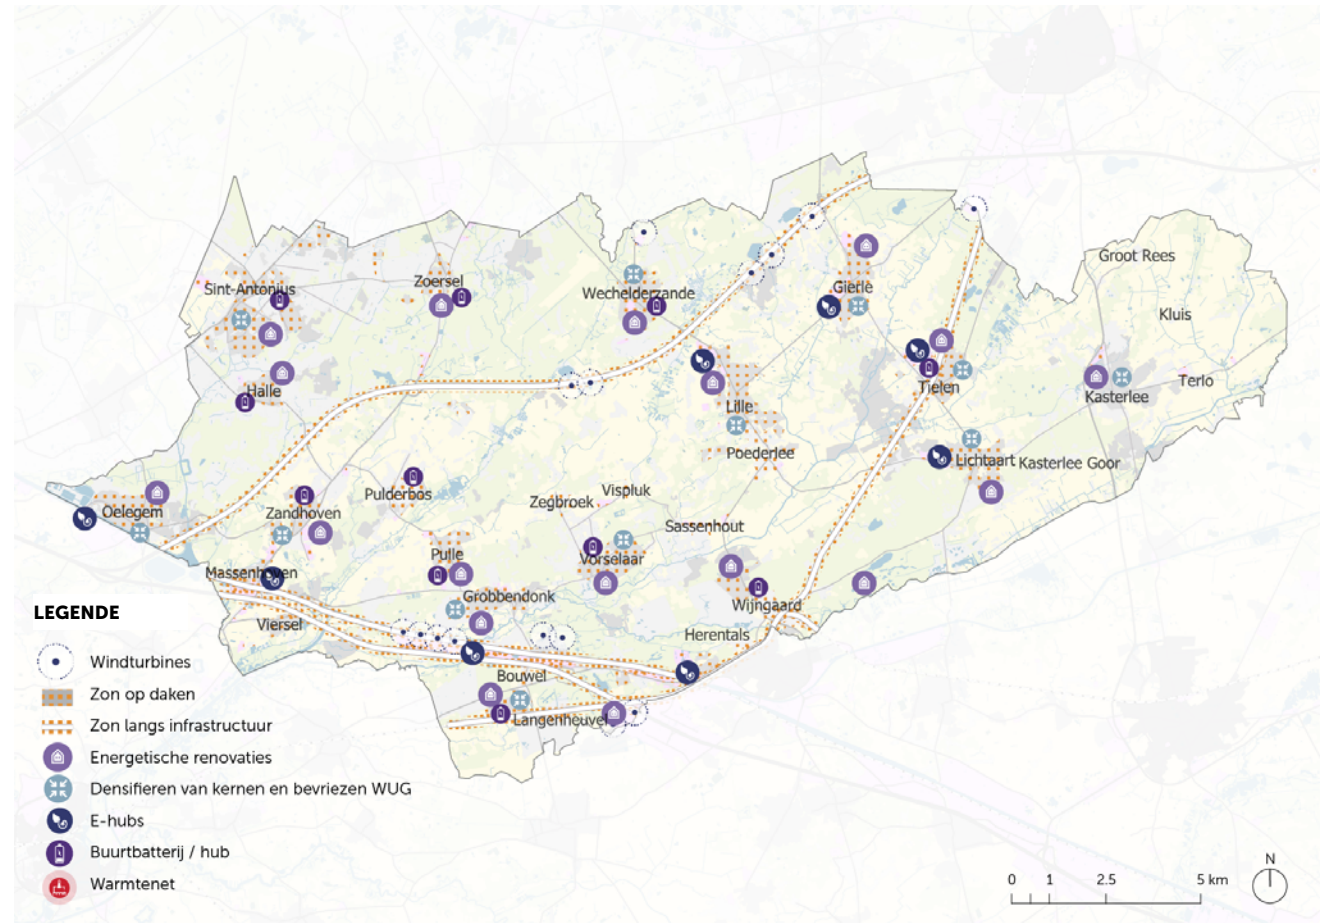 Groot Rees
Kluis
Sint-Antonius
Zoersel
Wechelderzande
Gierle
Terlo
Kasterlee
Tielen
Halle
Lille
Poederlee
Lichtaart
Kasterlee Goor
Pulderbos
Vispluk
Zegbroek
Oelegem
Zandhoven
Sassenhout
Pulle
Vorselaar
Massenhoven
Grobbendonk
Wijngaard
Viersel
Herentals
Bouwel
Langenheuvel
LEGENDE
Windturbines
Zon op daken
Zon langs infrastructuur
Energetische renovaties
Densifieren van kernen en bevriezen WUG
E-hubs
Buurtbatterij / hub
Warmtenet
0 1 2.5 5 km
N